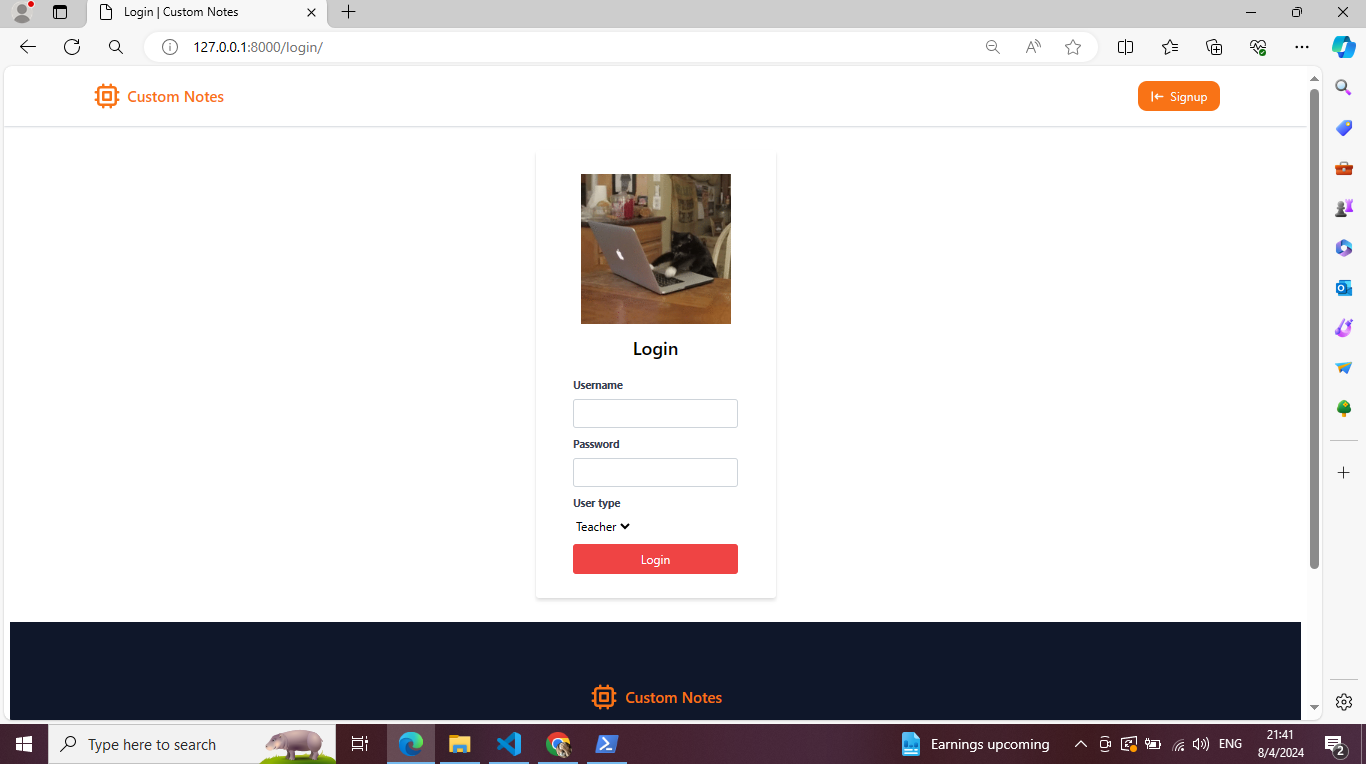 Login | Custom Notes
127.0.0.1:8000/login/
Custom Notes
Signup
Login
Username
Password
User type
Teacher
Login
Custom Notes
Type here to search
Earnings upcoming
ENG
21:41
8/4/2024
2